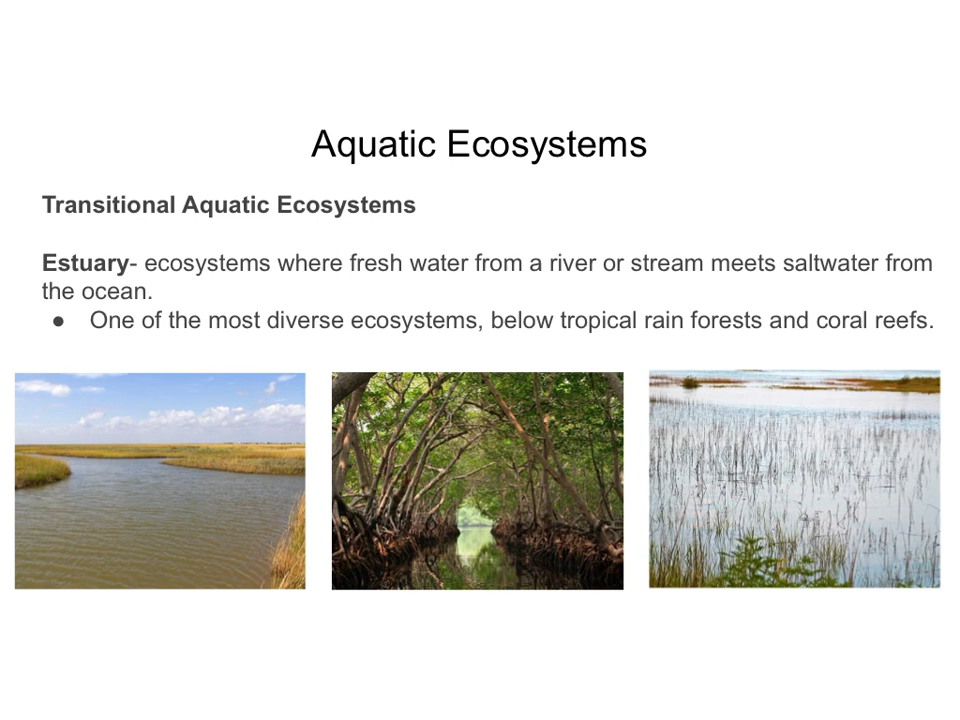 Aquatic Ecosystems
Transitional Aquatic Ecosystems
Estuary- ecosystems where fresh water from a river or stream meets saltwater from
the ocean.
● One of the most diverse ecosystems, below tropical rain forests and coral reefs.